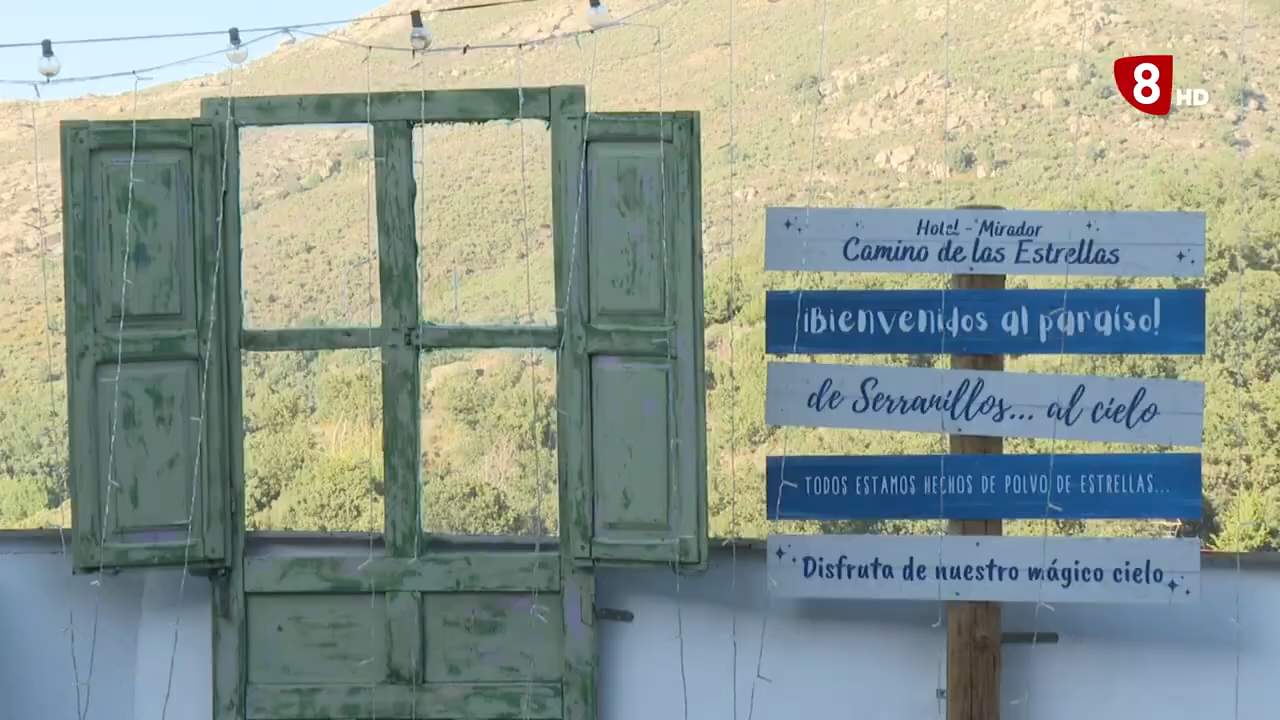 8 HD
Hotel - Mirador
Camino de las Estrellas
¡Bienvenidos al paraíso!
de Serranillos... al cielo
TODOS ESTAMOS HECHOS DE POLVO DE ESTRELLAS...
Disfruta de nuestro mágico cielo